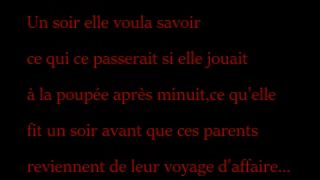 Un soir elle voula savoir
ce qui ce passerait si elle jouait
à la poupée après minuit,ce qu'elle
fit un soir avant que ces parents
reviennent de leur voyage d'affaire...